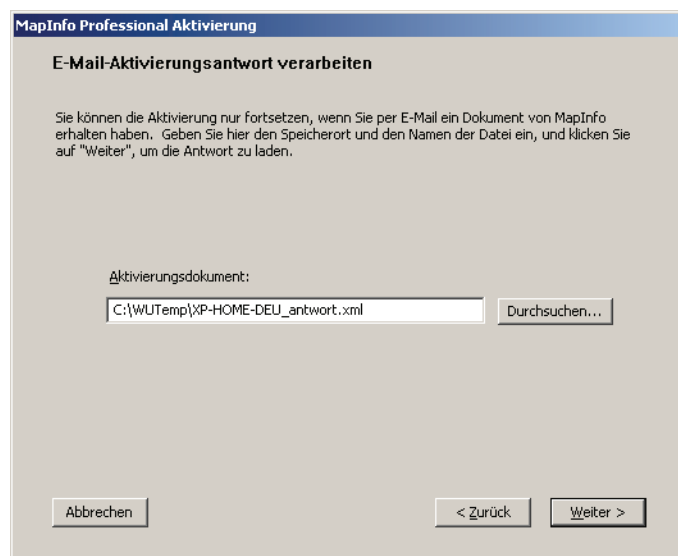 MapInfo Professional Aktivierung
E-Mail-Aktivierungsantwort verarbeiten
Sie können die Aktivierung nur fortsetzen, wenn Sie per E-Mail ein Dokument von MapInfo
erhalten haben.  Geben Sie hier den Speicherort und den Namen der Datei ein, und klicken Sie
auf "Weiter", um die Antwort zu laden.
Aktivierungsdokument:
C:\WUTemp\XP-HOME-DEU_antwort.xml
Durchsuchen...
Abbrechen
< Zurück
Weiter >